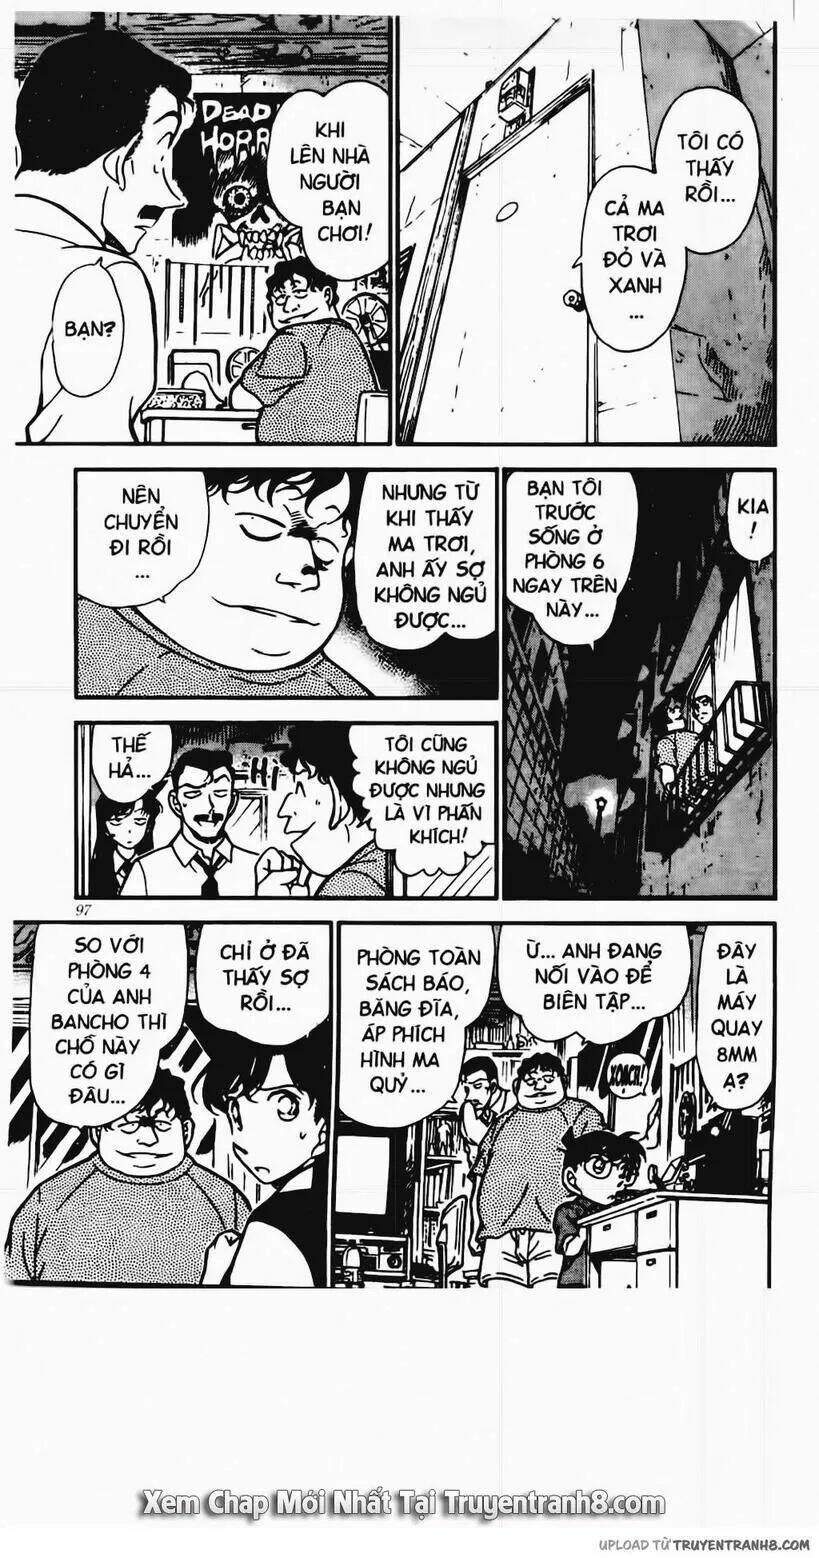 TÔI CÓ
THẤY
RỒI...
CẢ MA
TRƠI
ĐỎ VÀ
XANH
...
KHI
LÊN NHÀ
NGƯỜI
BẠN
CHƠI!
DEAD
HORR
BẠN?
KIA
!
BẠN TÔI
TRƯỚC
SỐNG Ở
PHÒNG 6
NGAY TRÊN
NÀY...
NHƯNG TỪ
KHI THẤY
MA TRƠI,
ANH ẤY SỢ
KHÔNG NGỦ
ĐƯỢC...
NÊN
CHUYỂN
ĐI RỒI
...
TÔI CŨNG
KHÔNG NGỦ
ĐƯỢC NHƯNG
LÀ VÌ PHẤN
KHÍCH!
HI
THẾ
HẢ...
97
ĐÂY
LÀ
MÁY
QUAY
8MM
Ạ?
Ừ... ANH ĐANG
NỐI VÀO ĐỂ
BIÊN TẬP...
XOẠCH!
PHÒNG TOÀN
SÁCH BÁO,
BĂNG ĐĨA,
ÁP PHÍCH
HÌNH MA
QUỶ...
CHỈ Ở ĐÃ
THẤY SỢ
RỒI...
SO VỚI
PHÒNG 4
CỦA ANH
BANCHO THÌ
CHỖ NÀY
CÓ GÌ
ĐÂU...
Xem Chap Mới Nhất Tại Truyentranh8.com
UPLOAD TỪ TRUYENTRANH8.COM